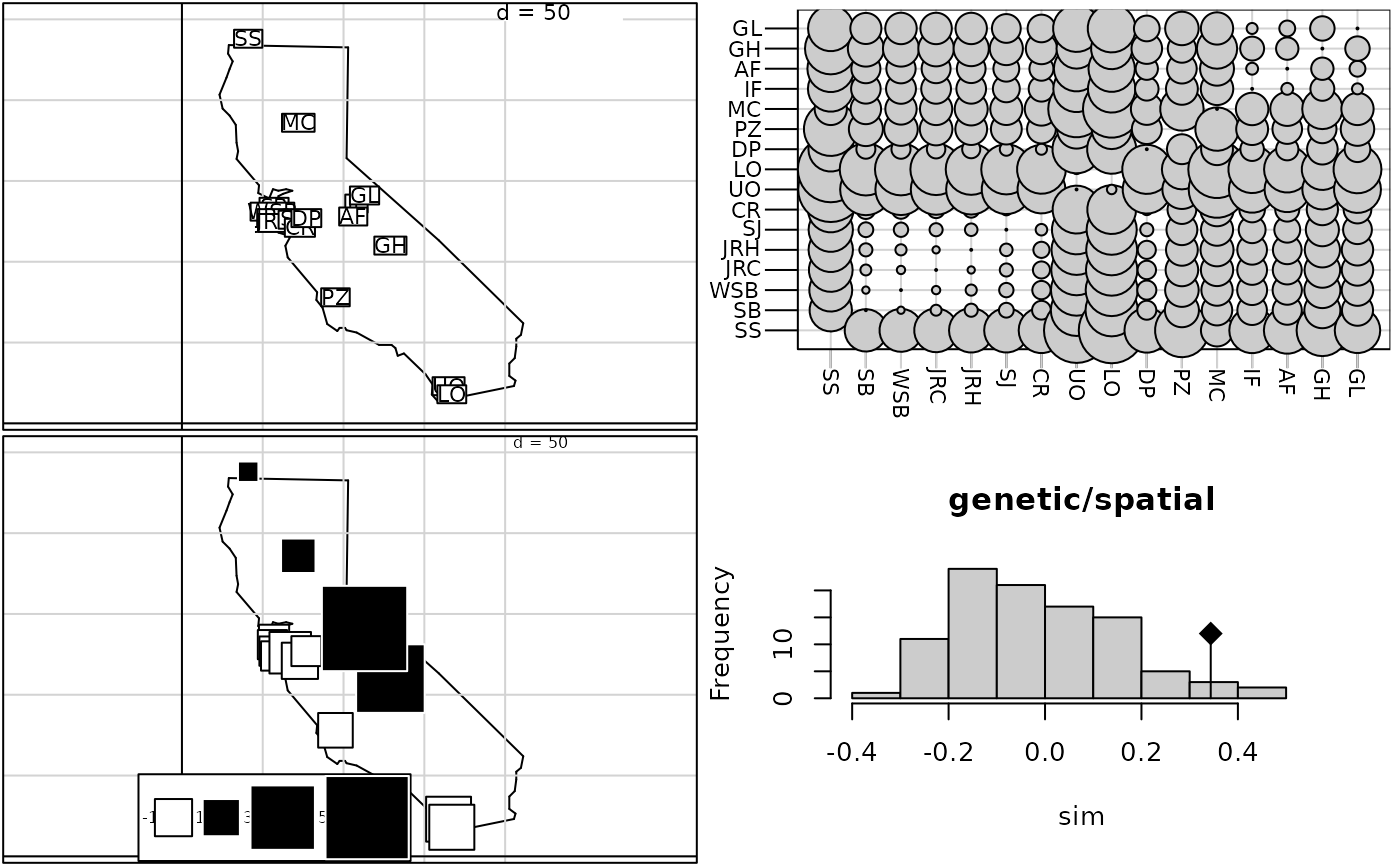 d = 50
SS
MC
GL
AF
DP
CR
GH
PZ
LO
GL
GH
AF
IF
MC
PZ
DP
LO
UO
CR
SJ
JRH
JRC
WSB
SB
SS
SS
SB
WSB
JRC
JRH
SJ
CR
UO
LO
DP
PZ
MC
IF
AF
GH
GL
d = 50
genetic/spatial
Frequency
0
10
-0.4
-0.2
0.0
0.2
0.4
sim